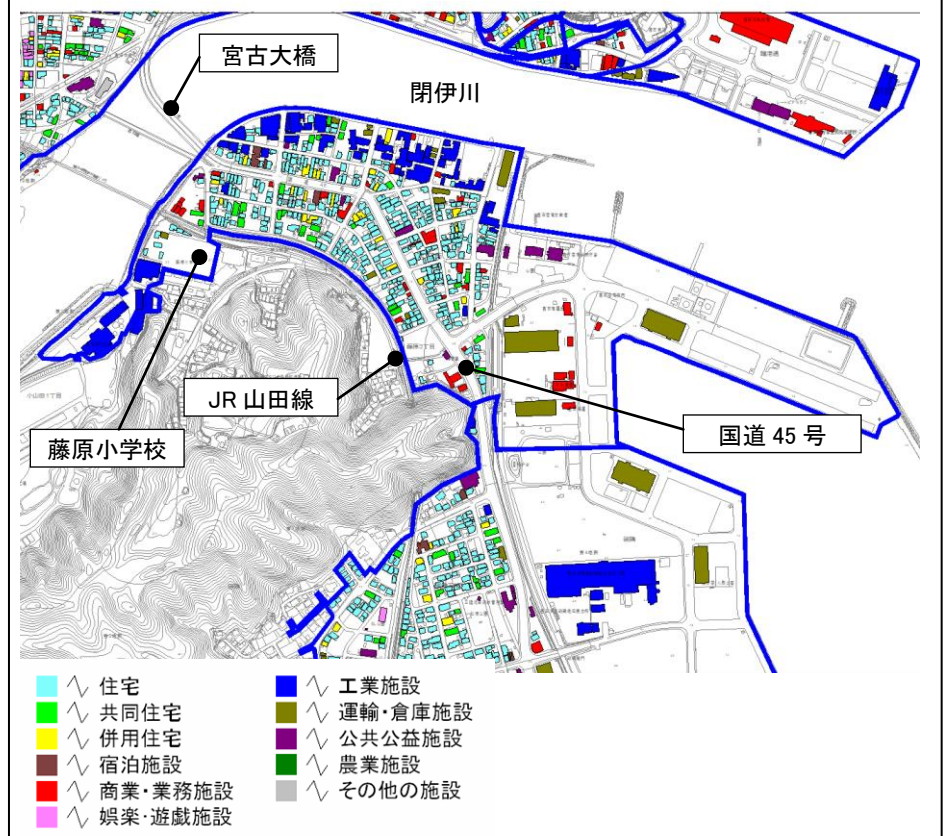 宮古大橋
閉伊川
JR 山田線
国道 45 号
藤原小学校
住宅
共同住宅
併用住宅
宿泊施設
商業・業務施設
娯楽・遊戯施設
工業施設
運輸・倉庫施設
公共公益施設
農業施設
その他の施設